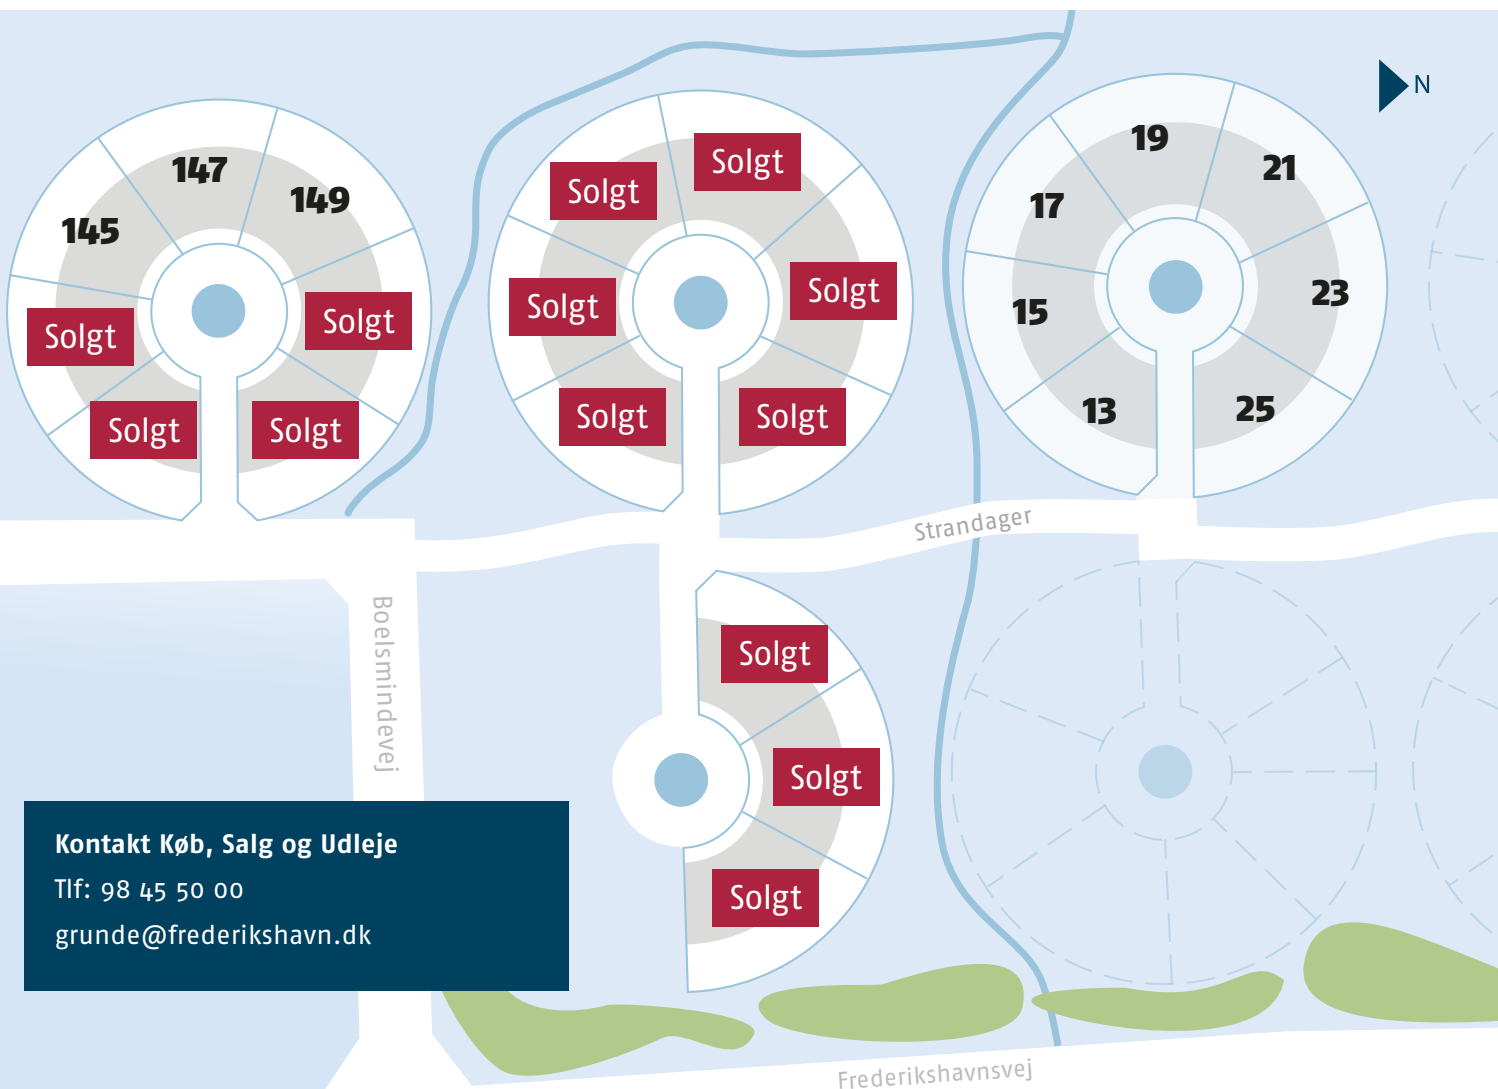 N
147
149
145
Solgt
Solgt
Solgt
Solgt
Solgt
Solgt
Solgt
Solgt
Solgt
Solgt
19
21
17
23
15
13
25
Strandager
Boelsmindevej
Solgt
Solgt
Solgt
Kontakt Køb, Salg og Udleje
Tlf: 98 45 50 00
grunde@frederikshavn.dk
Frederikshavnsvej